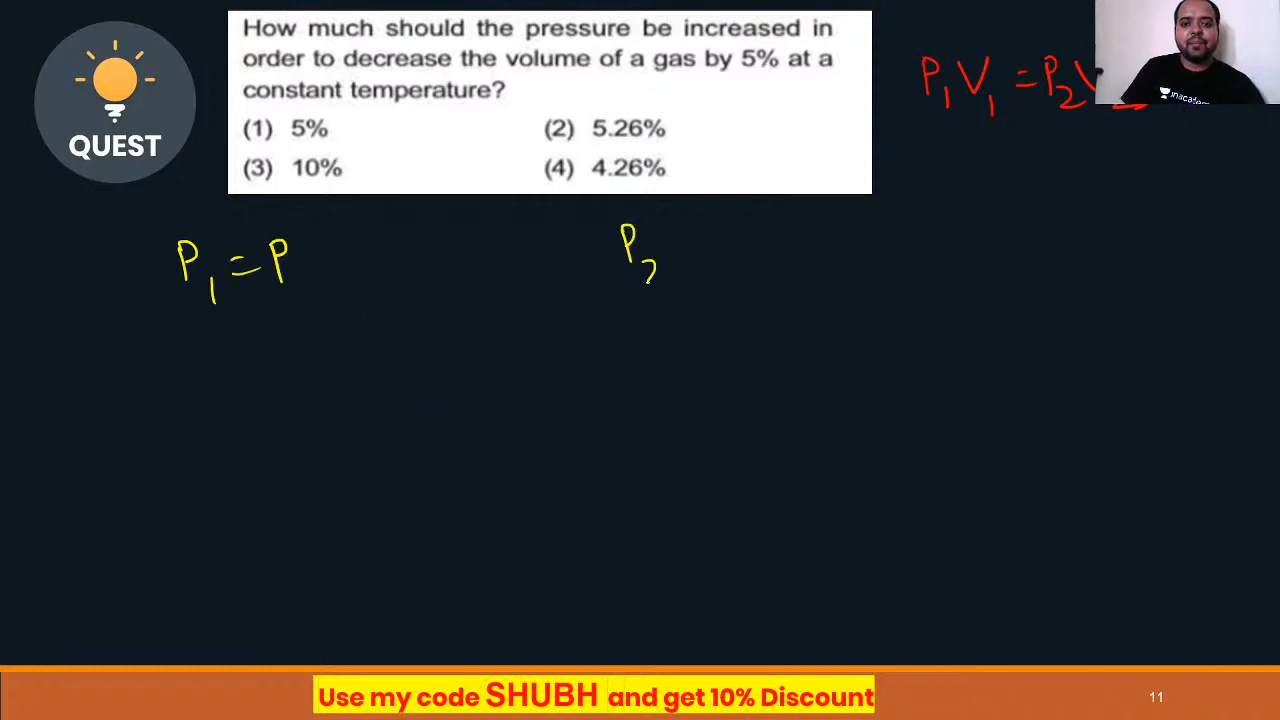 How much should the pressure be increased in
order to decrease the volume of a gas by 5% at a
constant temperature?
(1) 5% (2) 5.26%
(3) 10% (4) 4.26%
QUEST
P₁V₁ = P₂V₂
unacademy
P₁ = P P₂
Use my code SHUBH and get 10% Discount
11